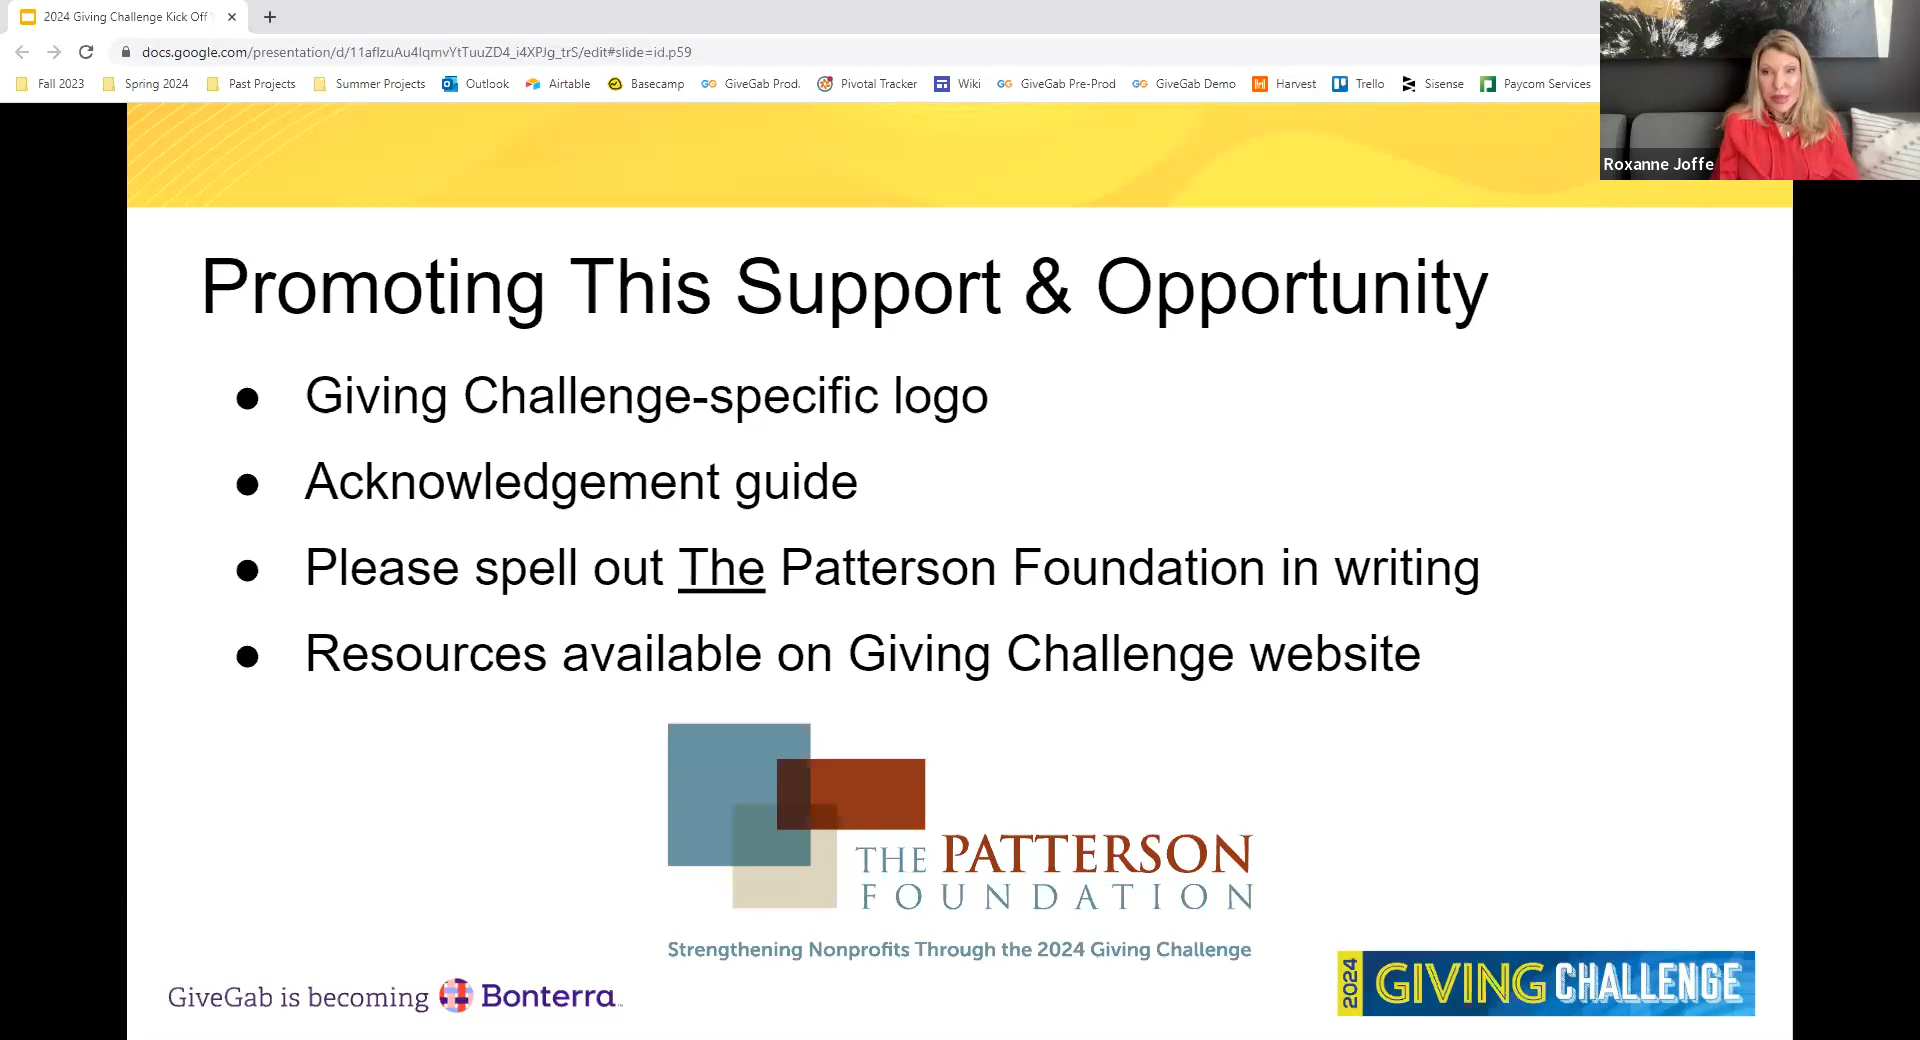 2024 Giving Challenge Kick Off
docs.google.com/presentation/d/11aflzuAu4lqmvYtTuuZD4_i4XPJg_trS/edit#slide=id.p59
Fall 2023 Spring 2024 Past Projects Summer Projects Outlook Airtable Basecamp GiveGab Prod. Pivotal Tracker Wiki GiveGab Pre-Prod GiveGab Demo Harvest Trello Sisense Paycom Services
Roxanne Joffe
Promoting This Support & Opportunity
● Giving Challenge-specific logo
● Acknowledgement guide
● Please spell out The Patterson Foundation in writing
● Resources available on Giving Challenge website
THE PATTERSON
FOUNDATION
Strengthening Nonprofits Through the 2024 Giving Challenge
GiveGab is becoming Bonterra™
2024 GIVING CHALLENGE